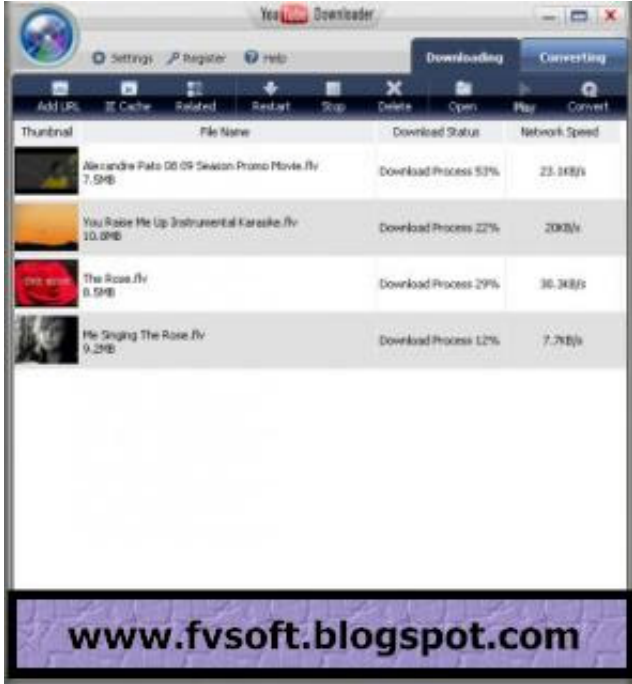 YouTube Downloader
Settings Register Help
Downloading Converting
Add URL IE Cache Related Restart Stop Delete Open Play Convert
Thumbnail File Name Download Status Network Speed
Alexandre Pato 08 09 Season Promo Movie.flv
7.5MB
Download Process 53% 23.1KB/s
You Raise Me Up Instrumental Karaoke.flv
10.8MB
Download Process 22% 20KB/s
The Rose.flv
8.5MB
Download Process 29% 30.3KB/s
Me Singing The Rose.flv
9.2MB
Download Process 12% 7.7KB/s
www.fvsoft.blogspot.com